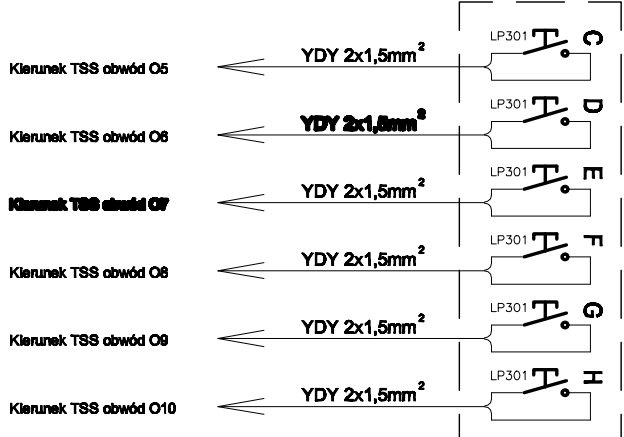 LP301 C
YDY 2x1,5mm²
Kierunek TSS obwód O5
LP301 D
YDY 2x1,5mm²
Kierunek TSS obwód O6
LP301 E
YDY 2x1,5mm²
Kierunek TSS obwód O7
LP301 F
YDY 2x1,5mm²
Kierunek TSS obwód O8
LP301 G
YDY 2x1,5mm²
Kierunek TSS obwód O9
LP301 H
YDY 2x1,5mm²
Kierunek TSS obwód O10